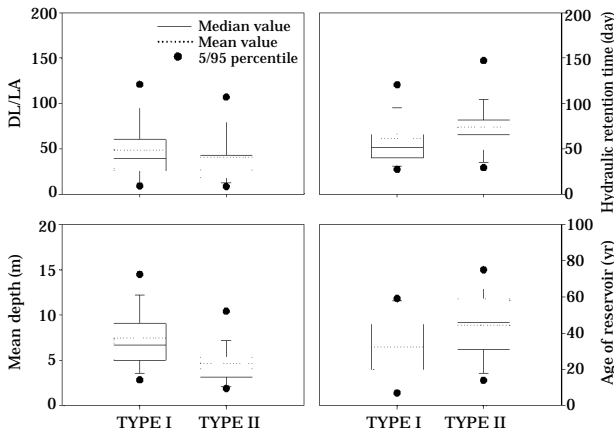 200
150
100
50
0
DL/LA
Median value
Mean value
5/95 percentile
200
150
100
50
0
Hydraulic retention time (day)
20
15
10
5
0
Mean depth (m)
TYPE I TYPE II
100
80
60
40
20
0
Age of reservoir (yr)
TYPE I TYPE II